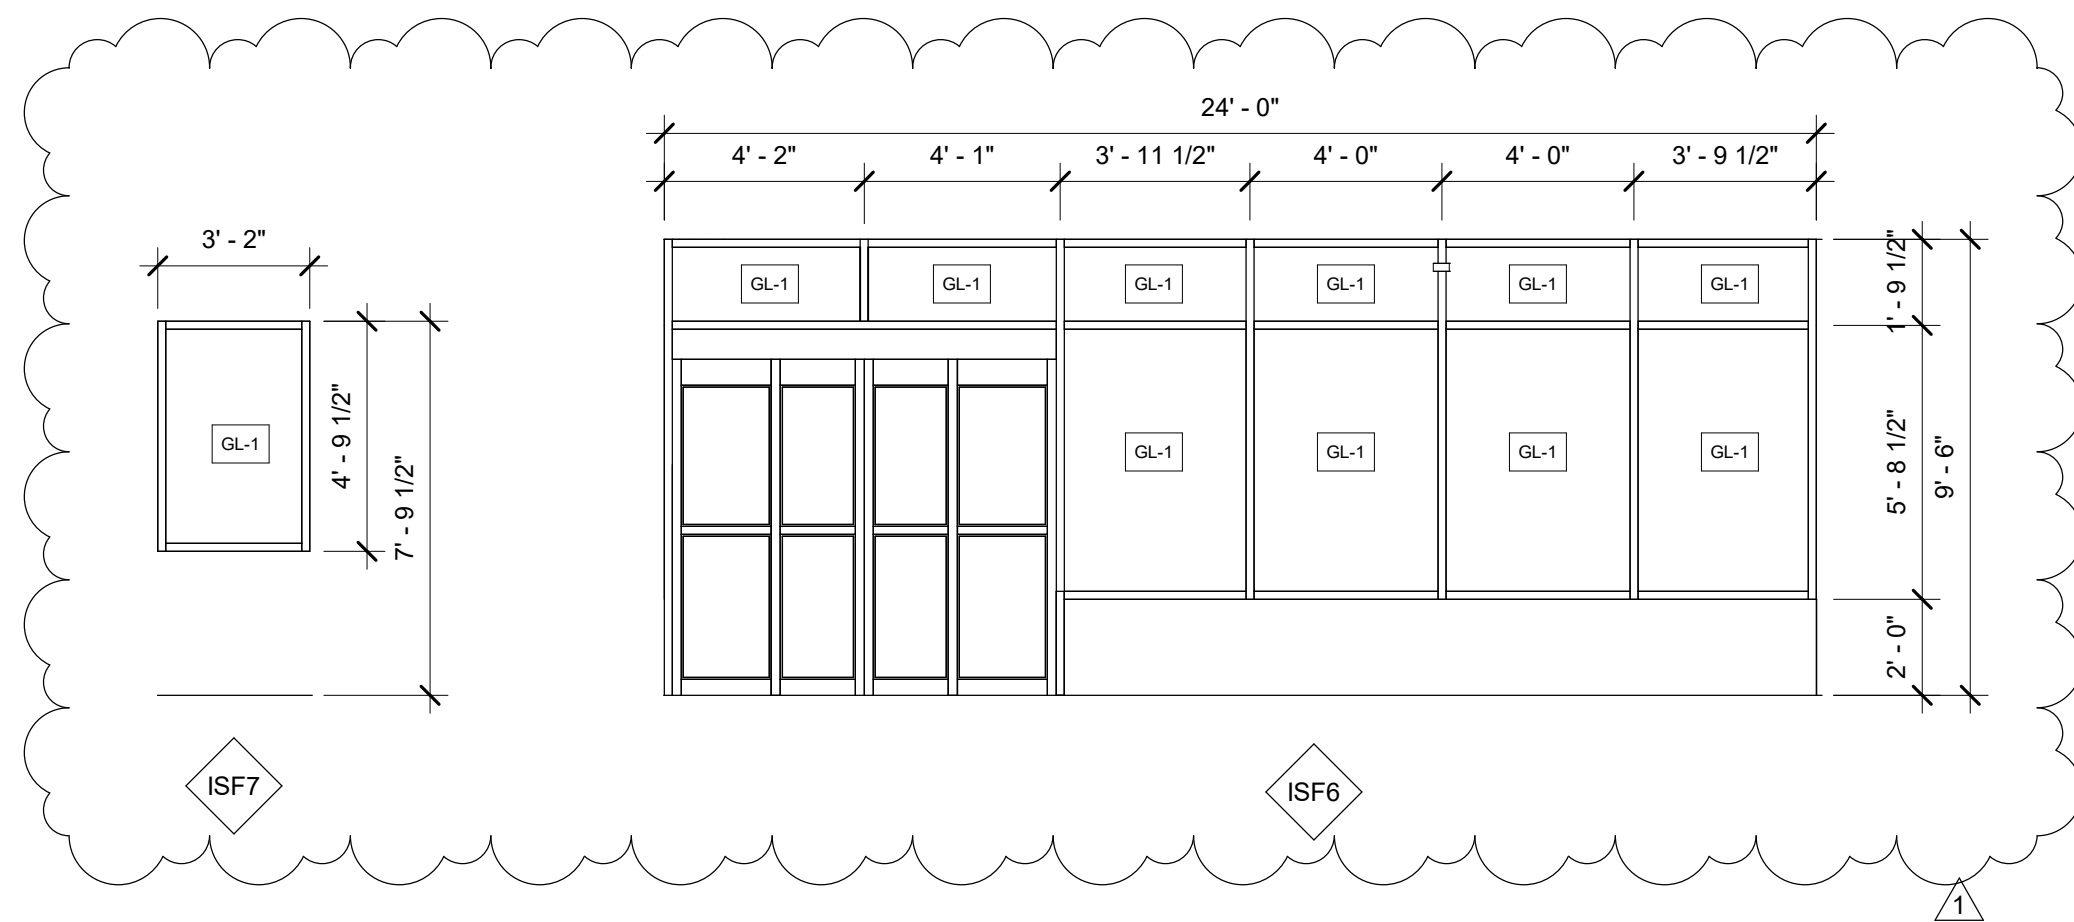 24' - 0"
4' - 2"
4' - 1"
3' - 11 1/2"
4' - 0"
4' - 0"
3' - 9 1/2"
3' - 2"
1' - 9 1/2"
GL-1
GL-1
GL-1
GL-1
GL-1
GL-1
GL-1
4' - 9 1/2"
7' - 9 1/2"
GL-1
GL-1
GL-1
GL-1
5' - 8 1/2"
9' - 6"
2' - 0"
ISF7
ISF6
1